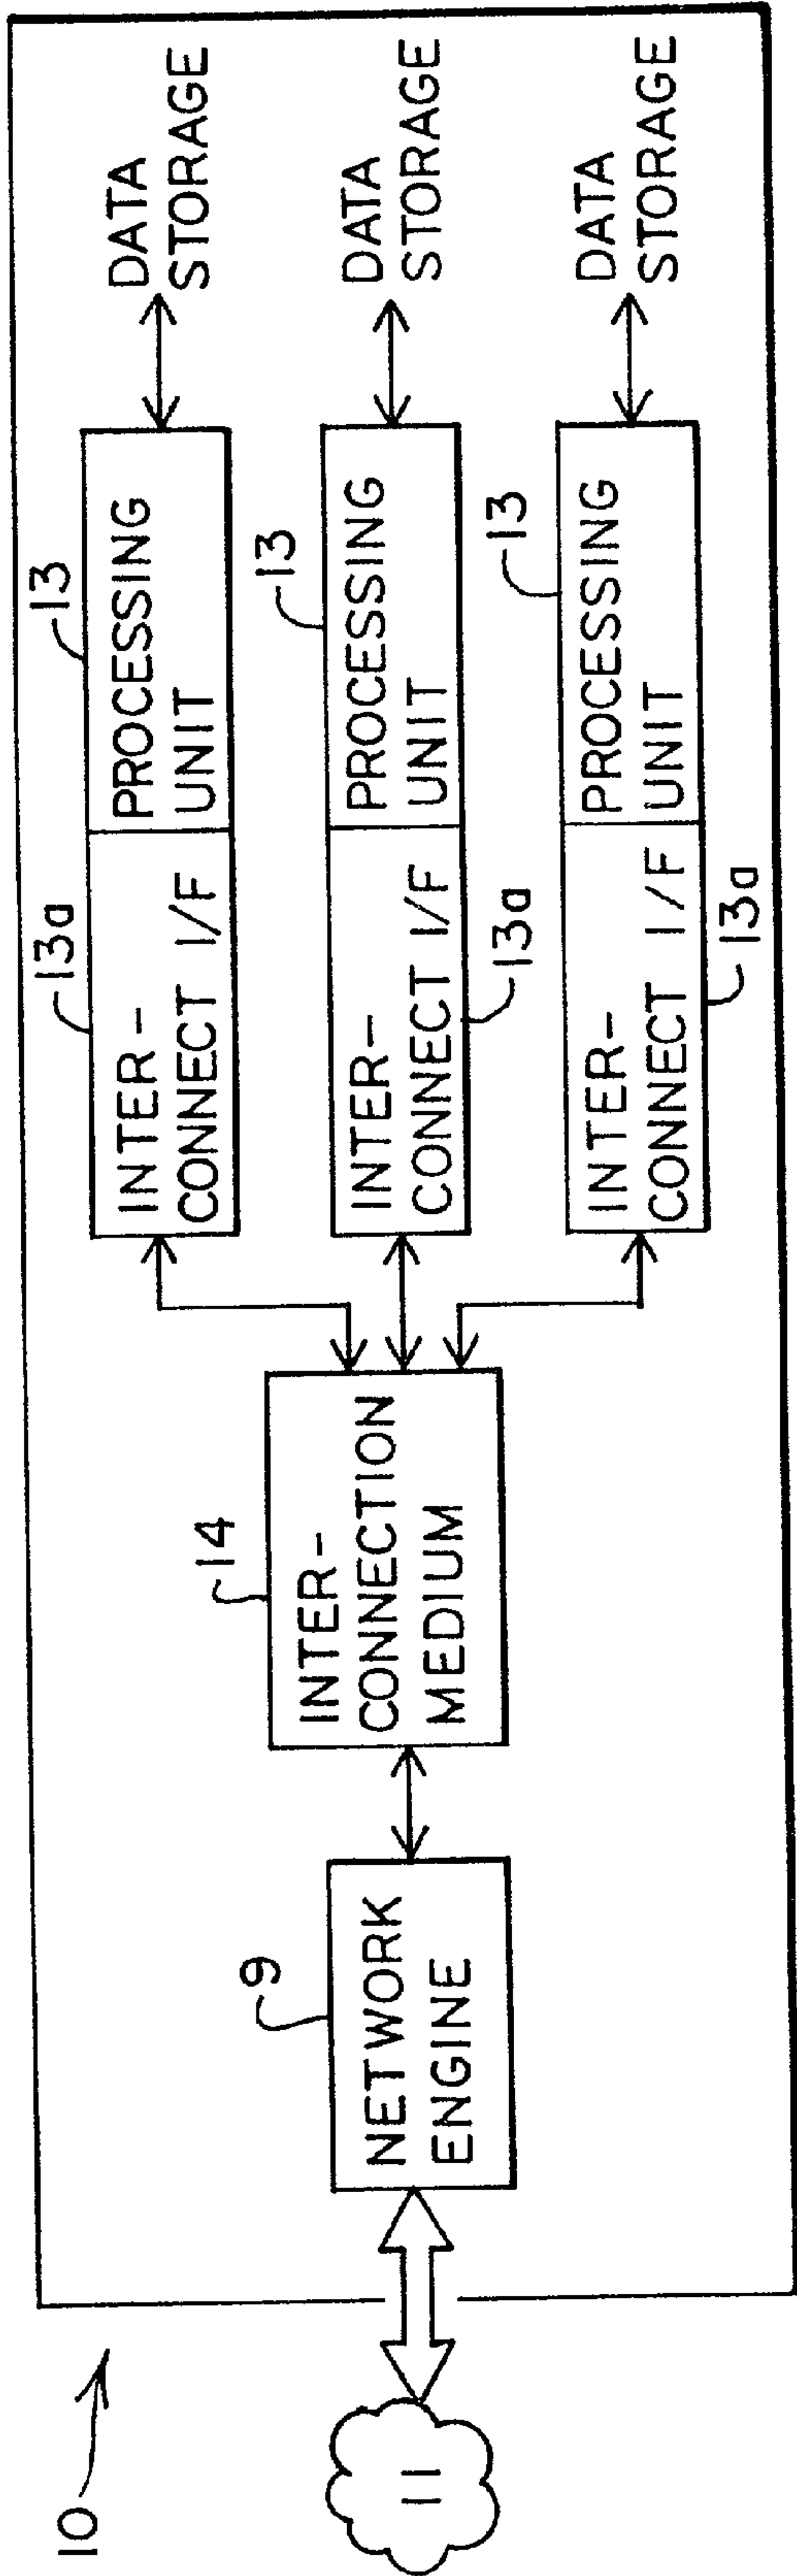 10
11
9
NETWORK
ENGINE
14
INTER-
CONNECTION
MEDIUM
13a
INTER-
CONNECT I/F
13
PROCESSING
UNIT
DATA
STORAGE
INTER-
CONNECT I/F
13a
13
PROCESSING
UNIT
DATA
STORAGE
INTER-
CONNECT I/F
13a
13
PROCESSING
UNIT
DATA
STORAGE